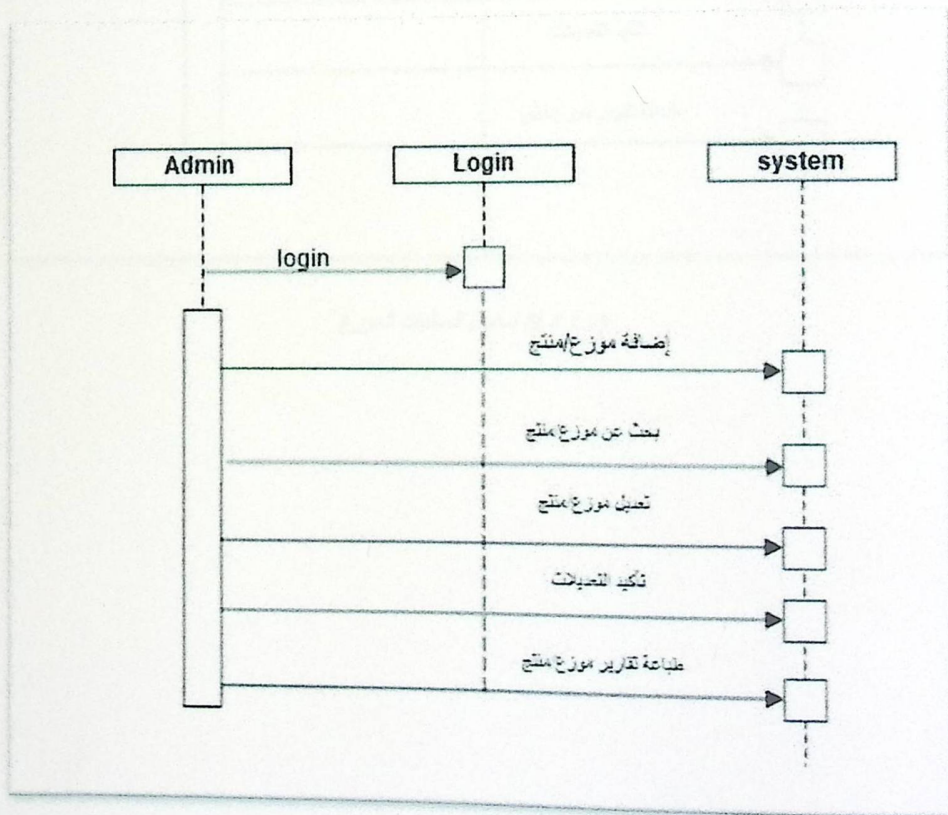 Admin
Login
system
login
إضافة موزع/منتج
بحث عن موزع/منتج
تعديل موزع/منتج
تأكيد التعديلات
طباعة تقارير موزع/منتج